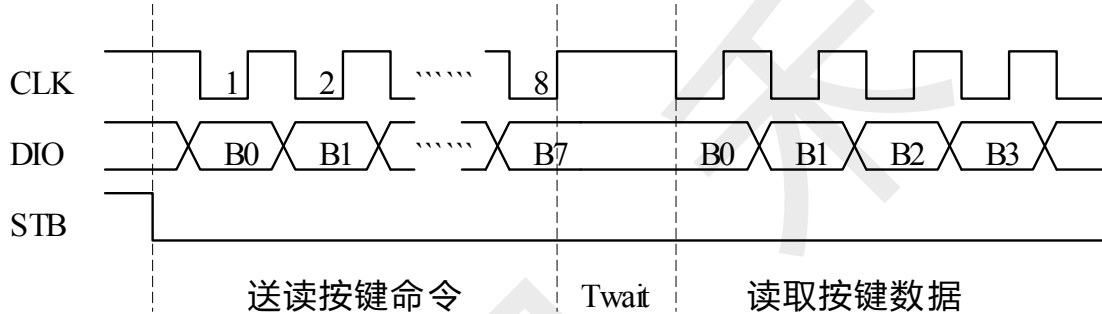 CLK 1 2 ...... 8
DIO B0 B1 ...... B7 B0 B1 B2 B3
STB
送读按键命令 Twait 读取按键数据